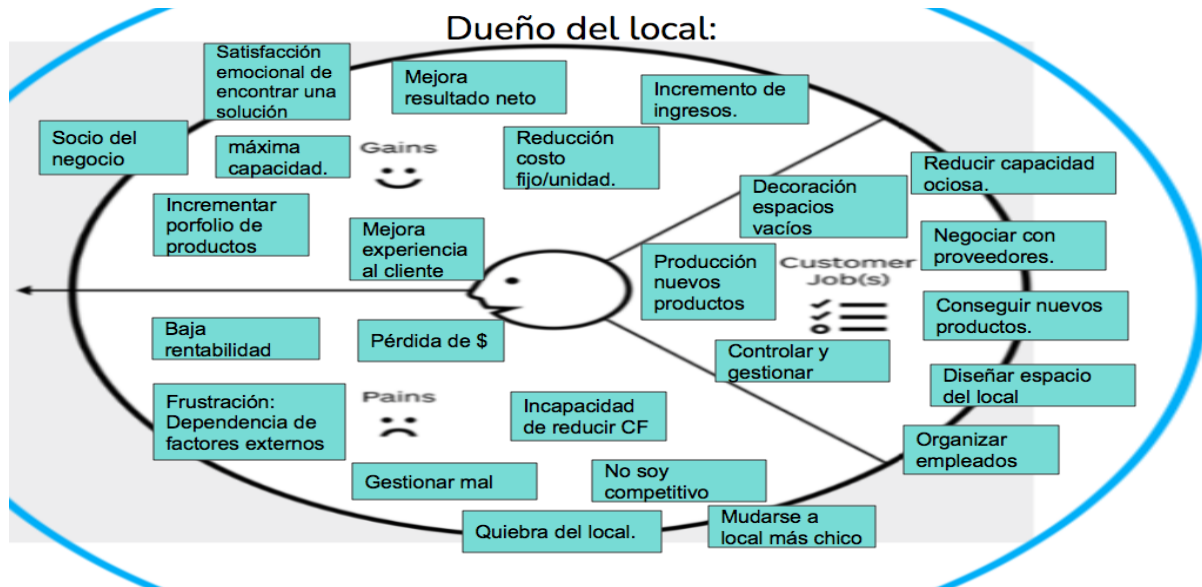 Dueño del local:
Satisfacción
emocional de
encontrar una
solución
Mejora
resultado neto
Incremento de
ingresos.
Socio del
negocio
máxima
capacidad.
Gains
Reducción
costo
fijo/unidad.
Reducir capacidad
ociosa.
Decoración
espacios
vacíos
Incrementar
porfolio de
productos
Mejora
experiencia
al cliente
Negociar con
proveedores.
Producción
nuevos
productos
Customer
Job(s)
Conseguir nuevos
productos.
Baja
rentabilidad
Pérdida de $
Controlar y
gestionar
Diseñar espacio
del local
Frustración:
Dependencia de
factores externos
Pains
Incapacidad
de reducir CF
Organizar
empleados
Gestionar mal
No soy
competitivo
Quiebra del local.
Mudarse a
local más chico